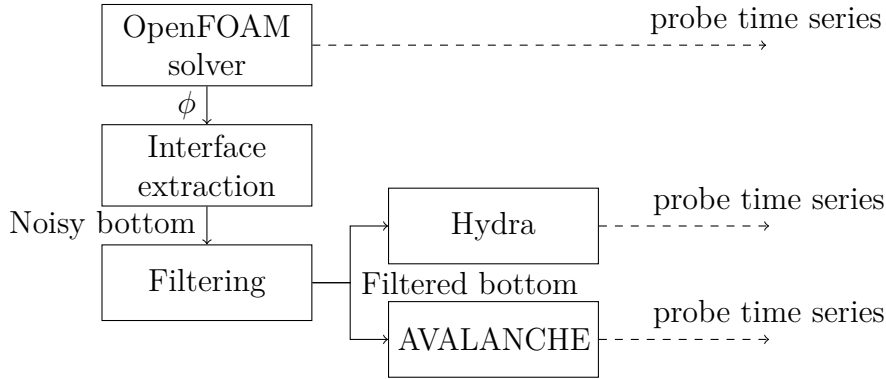 OpenFOAM
solver
probe time series
ϕ
Interface
extraction
Noisy bottom
Filtering
Hydra
probe time series
Filtered bottom
AVALANCHE
probe time series